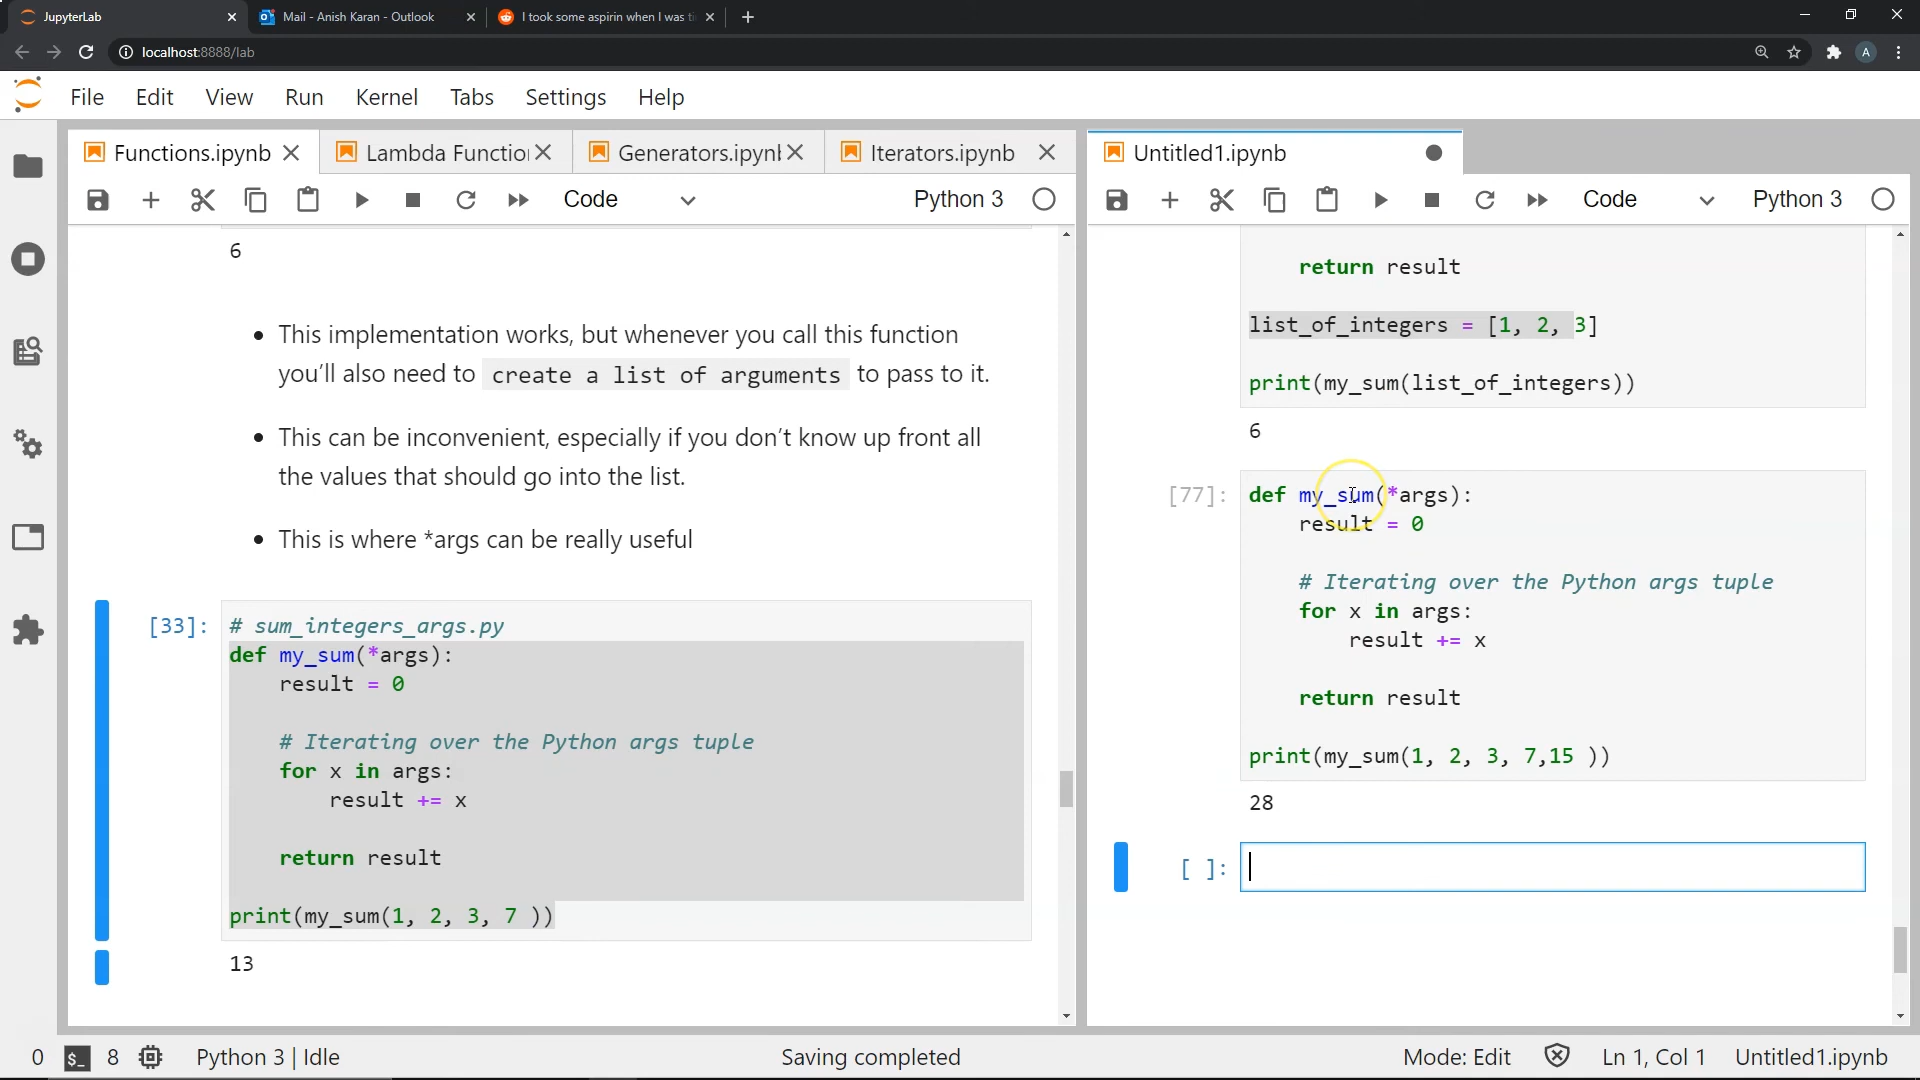 JupyterLab
Mail - Anish Karan - Outlook
I took some aspirin when I was ti
localhost:8888/lab
A
File Edit View Run Kernel Tabs Settings Help
Functions.ipynb
Lambda Function
Generators.ipynb
Iterators.ipynb
Untitled1.ipynb
Code
Python 3
Code
Python 3
6
This implementation works, but whenever you call this function
you'll also need to create a list of arguments to pass to it.
This can be inconvenient, especially if you don't know up front all
the values that should go into the list.
This is where *args can be really useful
[33]: # sum_integers_args.py
def my_sum(*args):
    result = 0
    # Iterating over the Python args tuple
    for x in args:
        result += x
    return result
print(my_sum(1, 2, 3, 7 ))
13
    return result
list_of_integers = [1, 2, 3]
print(my_sum(list_of_integers))
6
[77]: def my_sum(*args):
    result = 0
    # Iterating over the Python args tuple
    for x in args:
        result += x
    return result
print(my_sum(1, 2, 3, 7,15 ))
28
[ ]:
0 $_ 8 Python 3 | Idle
Saving completed
Mode: Edit
Ln 1, Col 1
Untitled1.ipynb